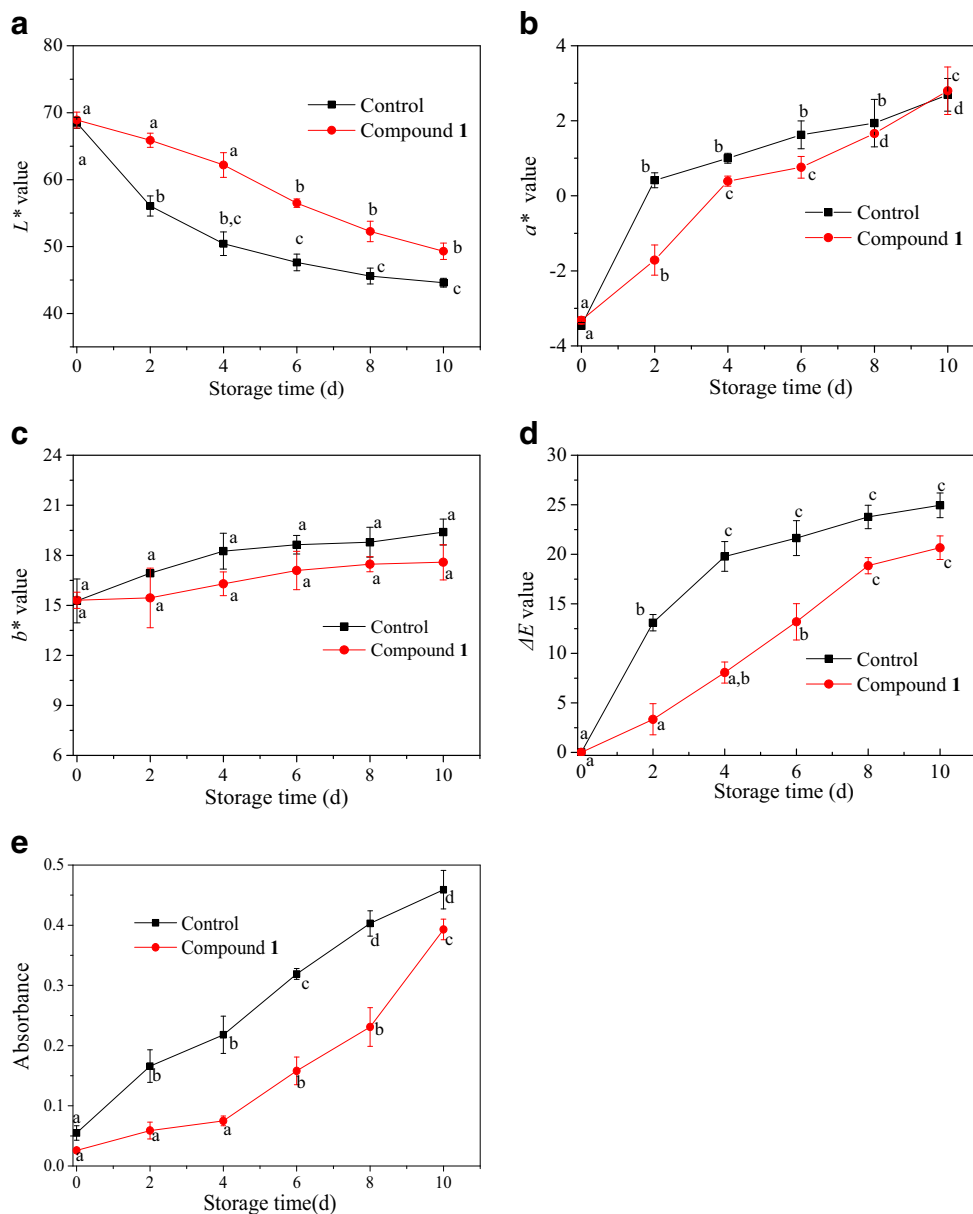 a
L* value
80
70
60
50
40
0 2 4 6 8 10
Storage time (d)
Control
Compound 1
a
a
a
b
a
b,c
b
c
b
c
b
c
b
a* value
4
2
0
-2
-4
0 2 4 6 8 10
Storage time (d)
Control
Compound 1
a
a
b
b
b
c
b
c
b
d
c
d
c
b* value
24
21
18
15
12
9
6
0 2 4 6 8 10
Storage time (d)
Control
Compound 1
a
a
a
a
a
a
a
a
a
a
a
a
d
ΔE value
30
25
20
15
10
5
0
0 2 4 6 8 10
Storage time (d)
Control
Compound 1
a
a
b
a
c
a,b
c
b
c
c
c
c
e
Absorbance
0.5
0.4
0.3
0.2
0.1
0.0
0 2 4 6 8 10
Storage time(d)
Control
Compound 1
a
a
b
a
b
a
c
b
d
b
d
c